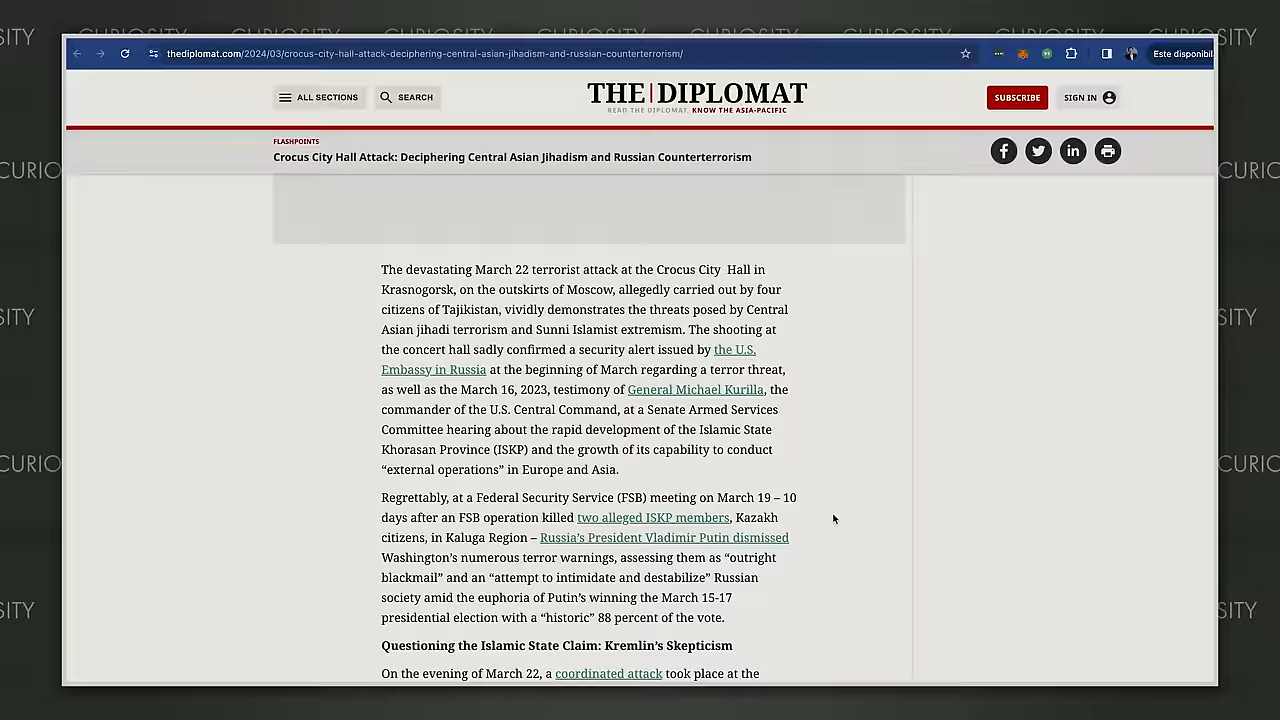 CURIOSITY CURIOSITY CURIOSITY CURIOSITY CURIOSITY
thediplomat.com/2024/03/crocus-city-hall-attack-deciphering-central-asian-jihadism-and-russian-counterterrorism/
Este disponibil
ALL SECTIONS
SEARCH
THE|DIPLOMAT
READ THE DIPLOMAT, KNOW THE ASIA-PACIFIC
SUBSCRIBE
SIGN IN
FLASHPOINTS
Crocus City Hall Attack: Deciphering Central Asian Jihadism and Russian Counterterrorism
The devastating March 22 terrorist attack at the Crocus City Hall in
Krasnogorsk, on the outskirts of Moscow, allegedly carried out by four
citizens of Tajikistan, vividly demonstrates the threats posed by Central
Asian jihadi terrorism and Sunni Islamist extremism. The shooting at
the concert hall sadly confirmed a security alert issued by the U.S.
Embassy in Russia at the beginning of March regarding a terror threat,
as well as the March 16, 2023, testimony of General Michael Kurilla, the
commander of the U.S. Central Command, at a Senate Armed Services
Committee hearing about the rapid development of the Islamic State
Khorasan Province (ISKP) and the growth of its capability to conduct
“external operations” in Europe and Asia.
Regrettably, at a Federal Security Service (FSB) meeting on March 19 – 10
days after an FSB operation killed two alleged ISKP members, Kazakh
citizens, in Kaluga Region – Russia’s President Vladimir Putin dismissed
Washington’s numerous terror warnings, assessing them as “outright
blackmail” and an “attempt to intimidate and destabilize” Russian
society amid the euphoria of Putin’s winning the March 15-17
presidential election with a “historic” 88 percent of the vote.
Questioning the Islamic State Claim: Kremlin’s Skepticism
On the evening of March 22, a coordinated attack took place at the